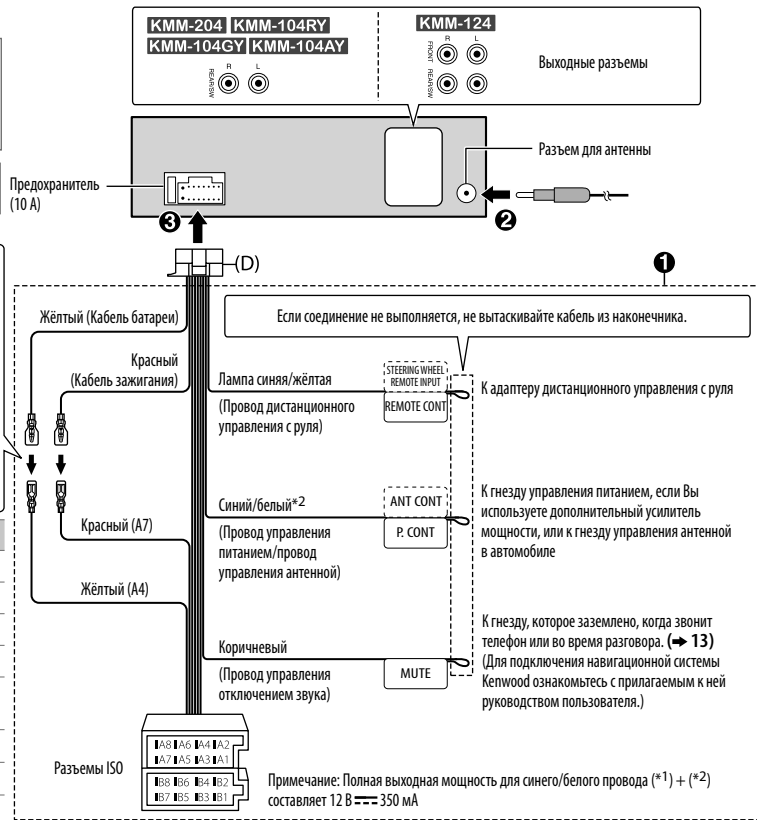 KMM-204 KMM-104RY
KMM-104GY KMM-104AY
R L
REAR/SW
KMM-124
R L
FRONT
REAR/SW
Выходные разъемы
Разъем для антенны
Предохранитель
(10 A)
3
2
(D)
1
Если соединение не выполняется, не вытаскивайте кабель из наконечника.
Жёлтый (Кабель батареи)
Красный
(Кабель зажигания)
Лампа синяя/жёлтая
(Провод дистанционного
управления с руля)
STEERING WHEEL
REMOTE INPUT
REMOTE CONT
К адаптеру дистанционного управления с руля
Синий/белый*2
(Провод управления
питанием/провод
управления антенной)
ANT CONT
P. CONT
К гнезду управления питанием, если Вы
используете дополнительный усилитель
мощности, или к гнезду управления антенной
в автомобиле
Красный (A7)
Жёлтый (A4)
Коричневый
(Провод управления
отключением звука)
MUTE
К гнезду, которое заземлено, когда звонит
телефон или во время разговора. (➜ 13)
(Для подключения навигационной системы
Kenwood ознакомьтесь с прилагаемым к ней
руководством пользователя.)
Разъемы ISO
A8 A6 A4 A2
A7 A5 A3 A1
B8 B6 B4 B2
B7 B5 B3 B1
Примечание: Полная выходная мощность для синего/белого провода (*1) + (*2)
составляет 12 В ⎓ 350 мА